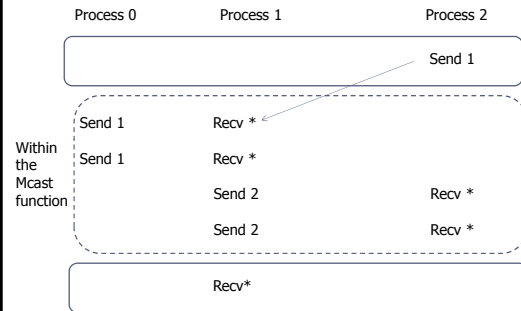 Process 0 Process 1 Process 2
Send 1
Send 1 Recv *
Send 1 Recv *
Within
the
Mcast
function
Send 2 Recv *
Send 2 Recv *
Recv*